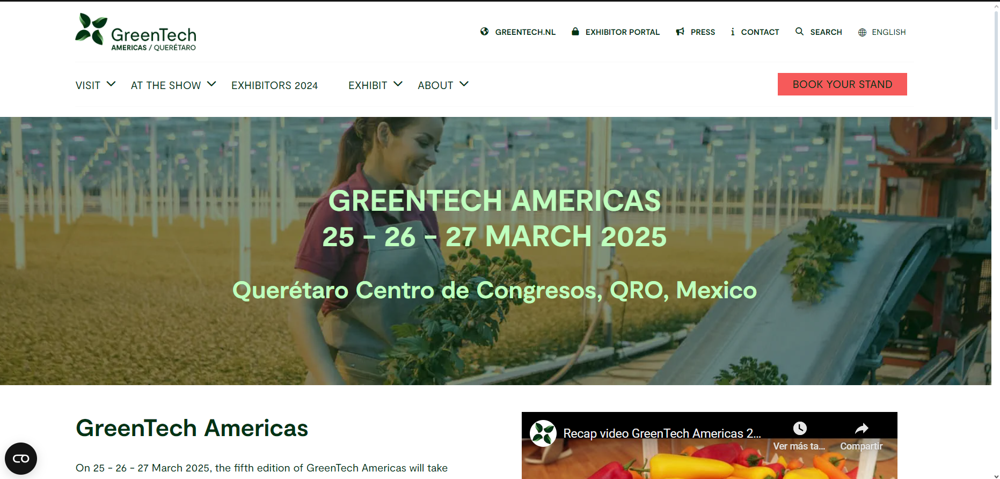 GreenTech
AMERICAS / QUERÉTARO
GREENTECH.NL
EXHIBITOR PORTAL
PRESS
CONTACT
SEARCH
ENGLISH
VISIT
AT THE SHOW
EXHIBITORS 2024
EXHIBIT
ABOUT
BOOK YOUR STAND
GREENTECH AMERICAS
25 - 26 - 27 MARCH 2025
Querétaro Centro de Congresos, QRO, Mexico
GreenTech Americas
On 25 - 26 - 27 March 2025, the fifth edition of GreenTech Americas will take
Recap video GreenTech Americas 2...
Ver más ta...
Compartir